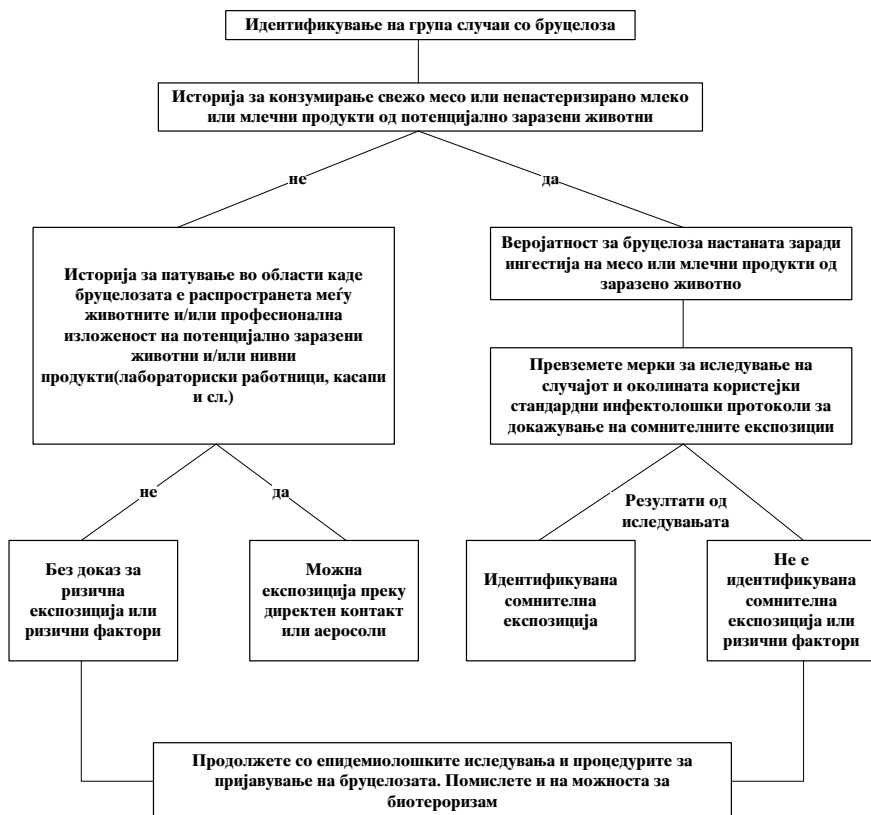 Идентификување на група случаи со бруцелоза
Историја за конзумирање свежо месо или непастеризирано млеко
или млечни продукти од потенцијално заразени животни
не
да
Историја за патување во области каде
бруцелозата е распространета меѓу
животните и/или професионална
изложеност на потенцијално заразени
животни и/или нивни
продукти(лабораториски работници, касапи
и сл.)
Веројатност за бруцелоза настаната заради
ингестија на месо или млечни продукти од
заразено животно
Превземете мерки за иследување на
случајот и околината користејки
стандардни инфектолошки протоколи за
докажување на сомнителните експозиции
не
да
Резултати од
иследувањата
Без доказ за
ризична
експозиција или
ризични фактори
Можна
експозиција преку
директен контакт
или аеросоли
Идентификувана
сомнителна
експозиција
Не е
идентификувана
сомнителна
експозиција или
ризични фактори
Продолжете со епидемиолошките иследувања и процедурите за
пријавување на бруцелозата. Помислете и на можноста за
биотероризам